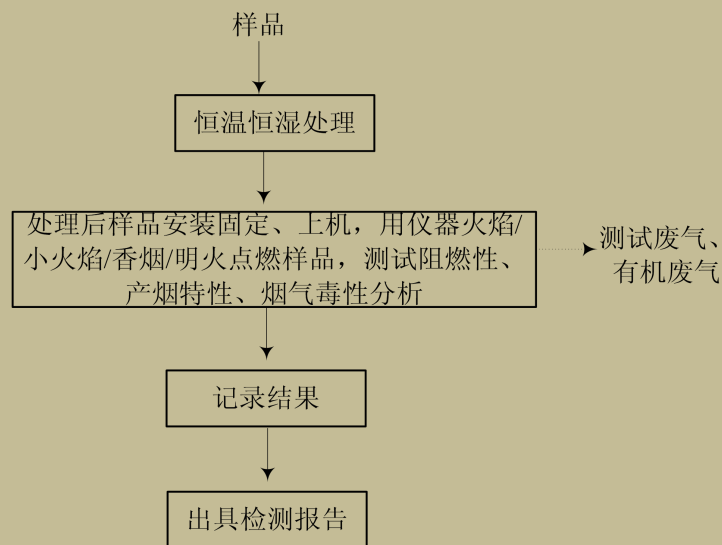 样品
恒温恒湿处理
处理后样品安装固定、上机，用仪器火焰/
小火焰/香烟/明火点燃样品，测试阻燃性、
产烟特性、烟气毒性分析
测试废气、
有机废气
记录结果
出具检测报告